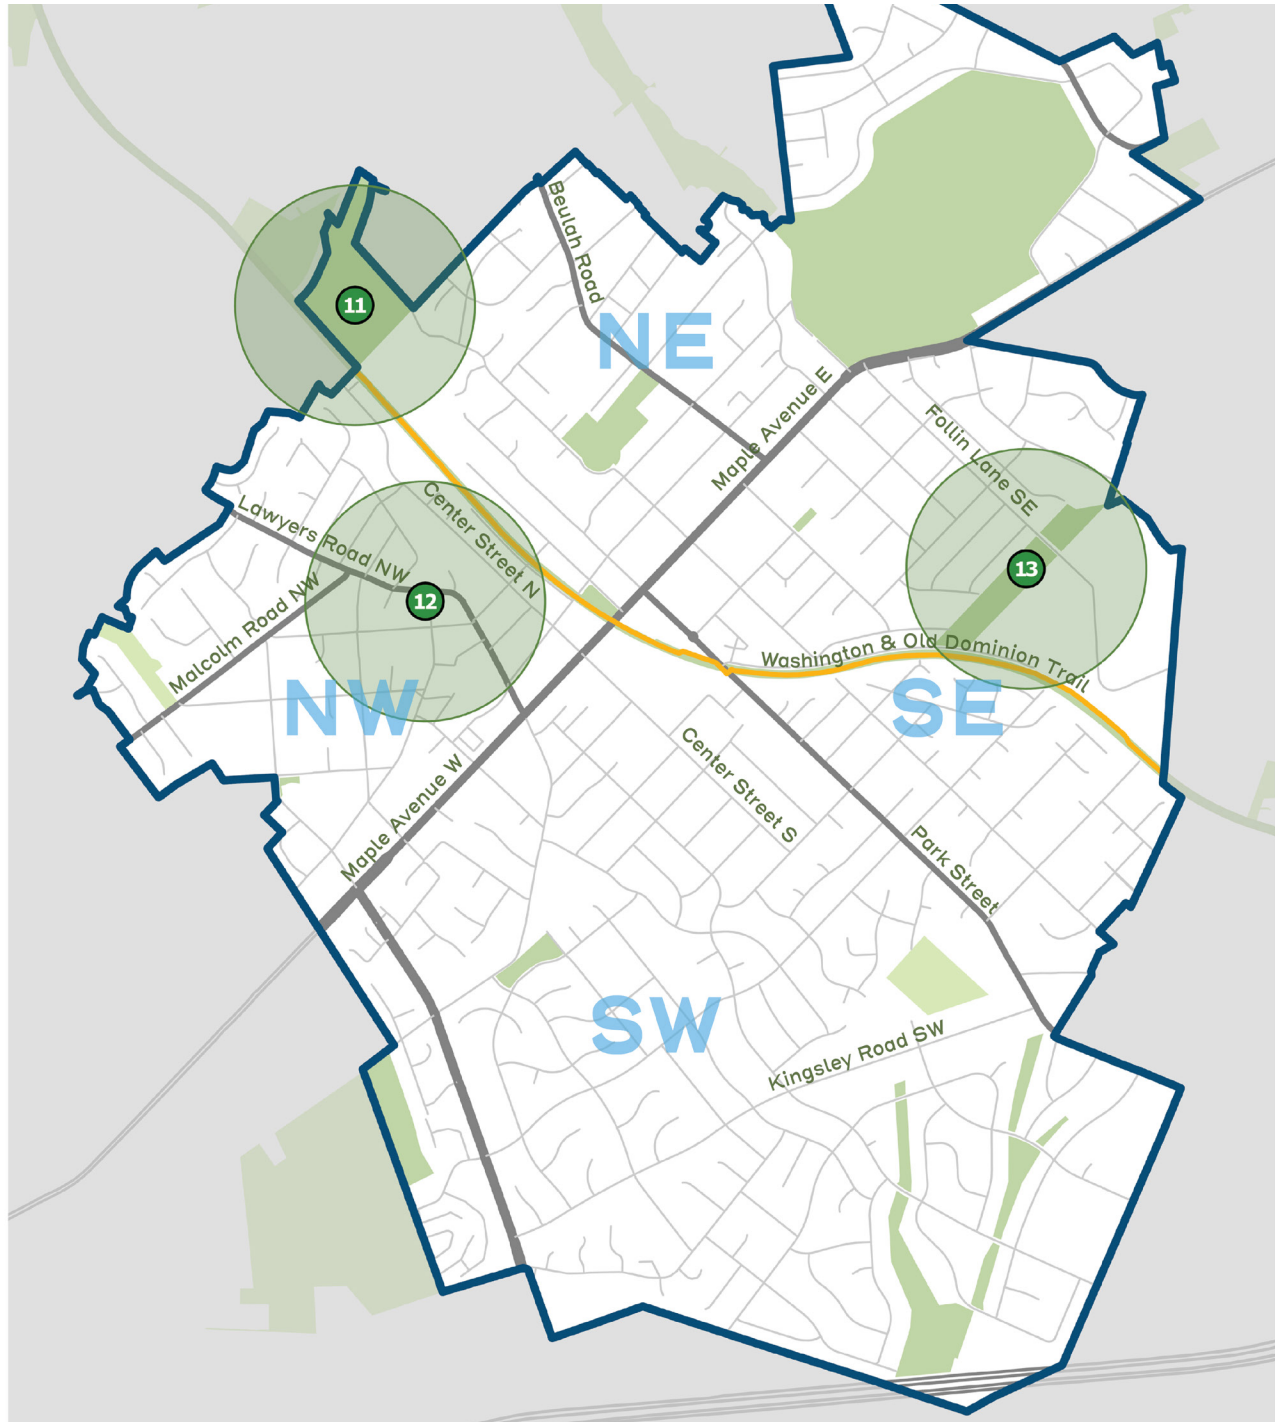 Beulah Road
11
NE
Maple Avenue E
Follin Lane SE
Center Street N
Lawyers Road NW
13
12
Malcolm Road NW
Washington & Old Dominion Trail
NW
SE
Center Street S
Maple Avenue W
Park Street
SW
Kingsley Road SW